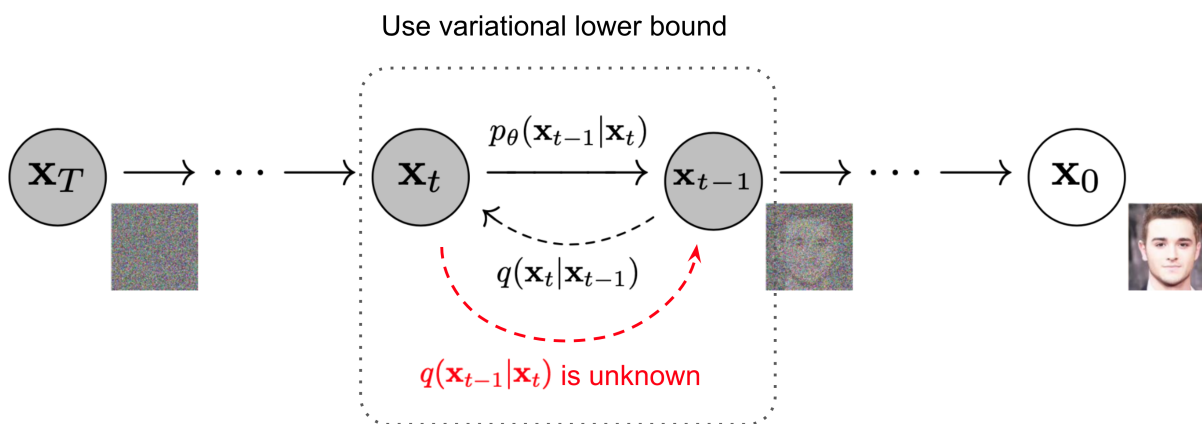 Use variational lower bound
p_θ(x_{t−1}|x_t)
x_T ··· x_t x_{t−1} ··· x_0
q(x_t|x_{t−1})
q(x_{t−1}|x_t) is unknown